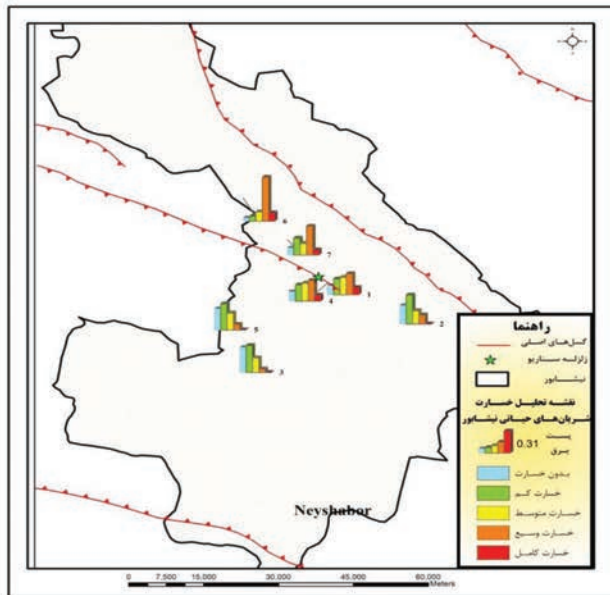 6
7
1
4
2
5
3
Neyshabor
راهنما
گسل‌های اصلی
زلزله سناریو
نیشابور
نقشه تحلیل خسارت
شریان‌های حیاتی نیشابور
پست
برق
0.31
بدون خسارت
خسارت کم
خسارت متوسط
خسارت وسیع
خسارت کامل
0 7,500 15,000 30,000 45,000 60,000
Meters